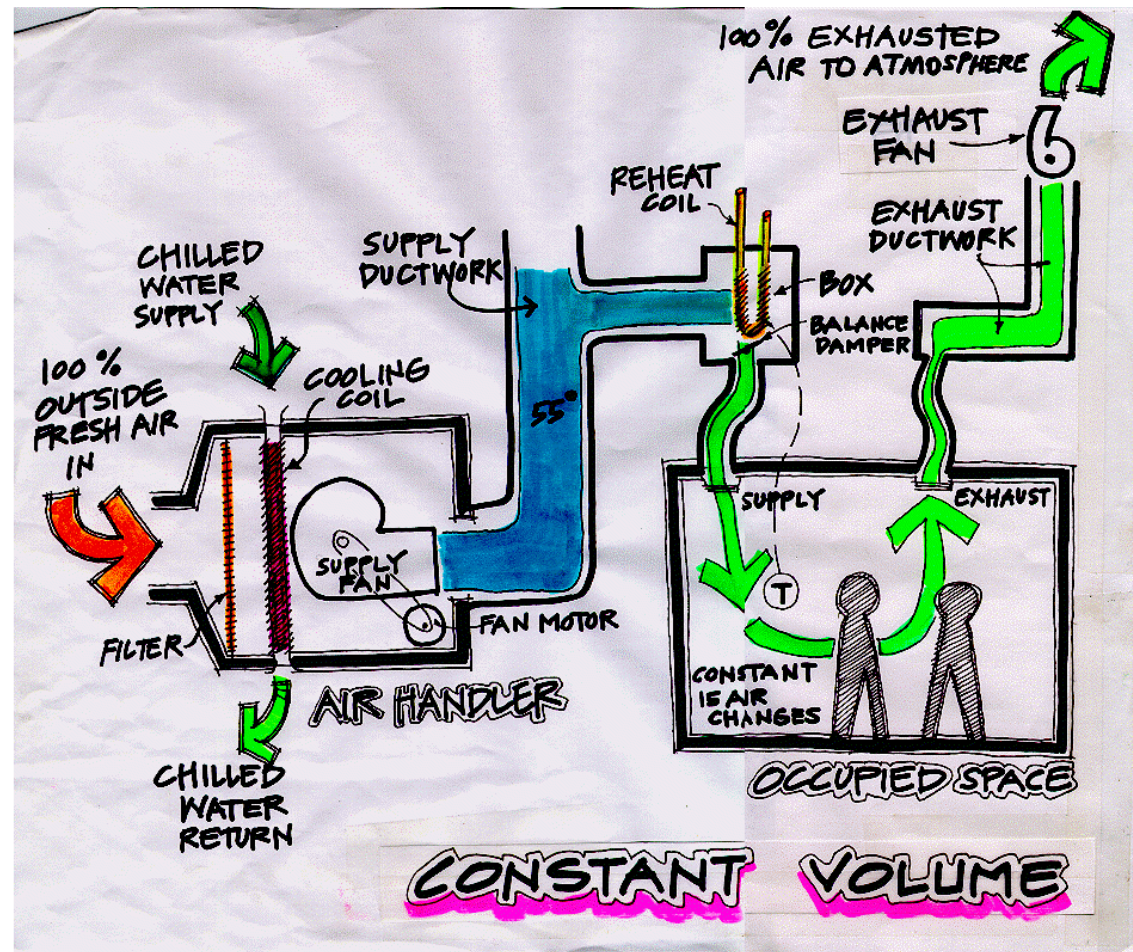 100% EXHAUSTED
AIR TO ATMOSPHERE
EXHAUST
FAN
6
REHEAT
COIL
EXHAUST
DUCTWORK
SUPPLY
DUCTWORK
CHILLED
WATER
SUPPLY
BOX
BALANCE
DAMPER
100%
OUTSIDE
FRESH AIR
IN
COOLING
COIL
55°
SUPPLY
EXHAUST
SUPPLY
FAN
T
FAN MOTOR
FILTER
CONSTANT
15 AIR
CHANGES
AIR HANDLER
CHILLED
WATER
RETURN
OCCUPIED SPACE
CONSTANT VOLUME